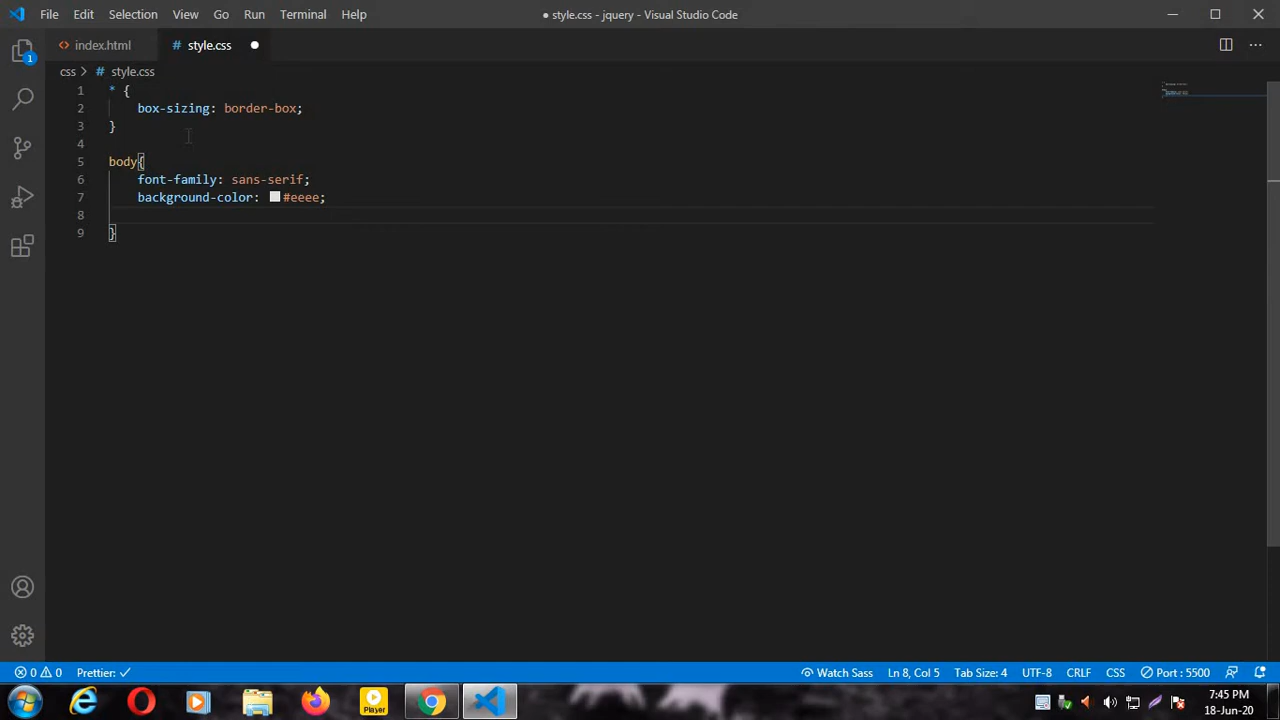 File Edit Selection View Go Run Terminal Help ● style.css - jquery - Visual Studio Code
<> index.html # style.css ●
css > # style.css
1 * {
2 box-sizing: border-box;
3 }
4
5 body{
6 font-family: sans-serif;
7 background-color: #eeee;
8
9 }
1
0 0 Prettier: ✓ Watch Sass Ln 8, Col 5 Tab Size: 4 UTF-8 CRLF CSS Port : 5500
Player
7:45 PM
18-Jun-20